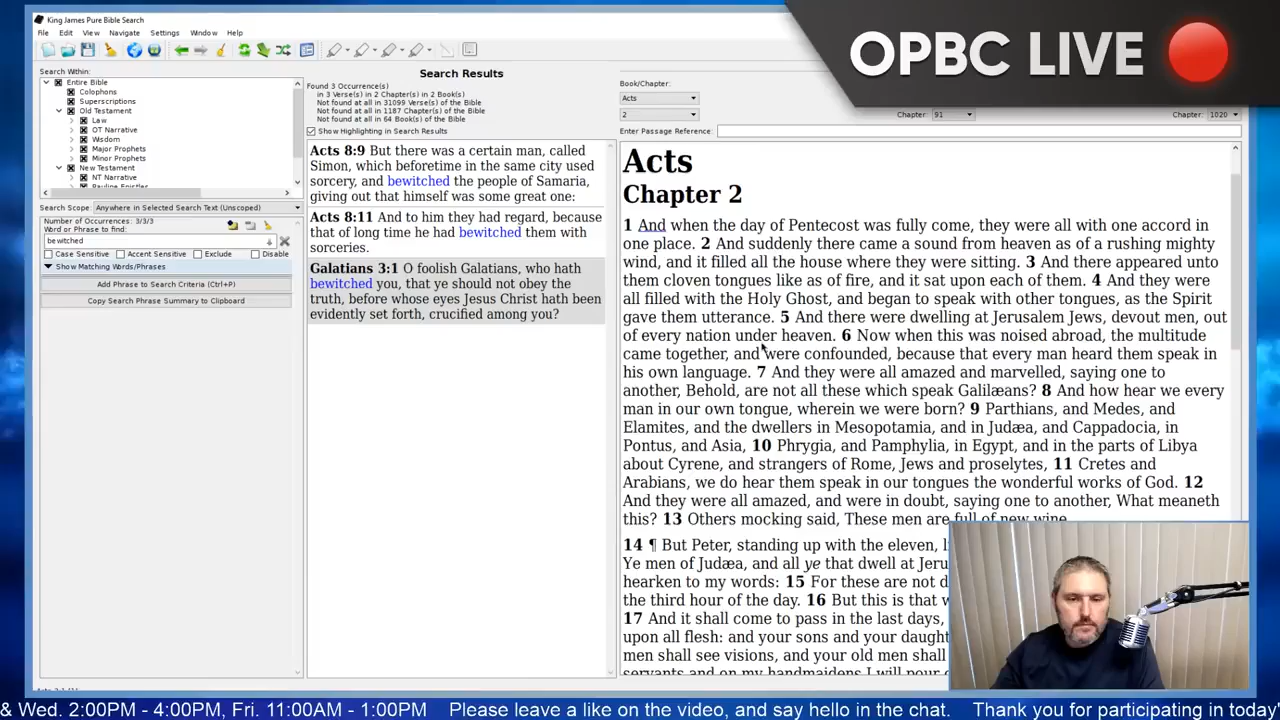 King James Pure Bible Search
OPBC LIVE
File Edit View Navigate Settings Window Help
Search Within:
Entire Bible
Colophons
Superscriptions
Old Testament
Law
OT Narrative
Wisdom
Major Prophets
Minor Prophets
New Testament
NT Narrative
Pauline Epistles
Search Scope: Anywhere in Selected Search Text (Unscoped)
Number of Occurrences: 3/3/3
Word or Phrase to find:
bewitched
Case Sensitive Accent Sensitive Exclude Disable
Show Matching Words/Phrases
Add Phrase to Search Criteria (Ctrl+P)
Copy Search Phrase Summary to Clipboard
Search Results
Found 3 Occurrence(s)
in 3 Verse(s) in 2 Chapter(s) in 2 Book(s)
Not found at all in 31099 Verse(s) of the Bible
Not found at all in 1187 Chapter(s) of the Bible
Not found at all in 64 Book(s) of the Bible
Show Highlighting in Search Results
Acts 8:9 But there was a certain man, called
Simon, which beforetime in the same city used
sorcery, and bewitched the people of Samaria,
giving out that himself was some great one:
Acts 8:11 And to him they had regard, because
that of long time he had bewitched them with
sorceries.
Galatians 3:1 O foolish Galatians, who hath
bewitched you, that ye should not obey the
truth, before whose eyes Jesus Christ hath been
evidently set forth, crucified among you?
Book/Chapter:
Acts
2
Chapter: 91
Chapter: 1020
Enter Passage Reference:
Acts
Chapter 2
1 And when the day of Pentecost was fully come, they were all with one accord in
one place. 2 And suddenly there came a sound from heaven as of a rushing mighty
wind, and it filled all the house where they were sitting. 3 And there appeared unto
them cloven tongues like as of fire, and it sat upon each of them. 4 And they were
all filled with the Holy Ghost, and began to speak with other tongues, as the Spirit
gave them utterance. 5 And there were dwelling at Jerusalem Jews, devout men, out
of every nation under heaven. 6 Now when this was noised abroad, the multitude
came together, and were confounded, because that every man heard them speak in
his own language. 7 And they were all amazed and marvelled, saying one to
another, Behold, are not all these which speak Galilæans? 8 And how hear we every
man in our own tongue, wherein we were born? 9 Parthians, and Medes, and
Elamites, and the dwellers in Mesopotamia, and in Judæa, and Cappadocia, in
Pontus, and Asia, 10 Phrygia, and Pamphylia, in Egypt, and in the parts of Libya
about Cyrene, and strangers of Rome, Jews and proselytes, 11 Cretes and
Arabians, we do hear them speak in our tongues the wonderful works of God. 12
And they were all amazed, and were in doubt, saying one to another, What meaneth
this? 13 Others mocking said, These men are full of new wine.
14 ¶ But Peter, standing up with the eleven, l
Ye men of Judæa, and all ye that dwell at Jeru
hearken to my words: 15 For these are not d
the third hour of the day. 16 But this is that w
17 And it shall come to pass in the last days,
upon all flesh: and your sons and your daught
men shall see visions, and your old men shall
servants and on my handmaidens I will pour o
& Wed. 2:00PM - 4:00PM, Fri. 11:00AM - 1:00PM Please leave a like on the video, and say hello in the chat. Thank you for participating in today'